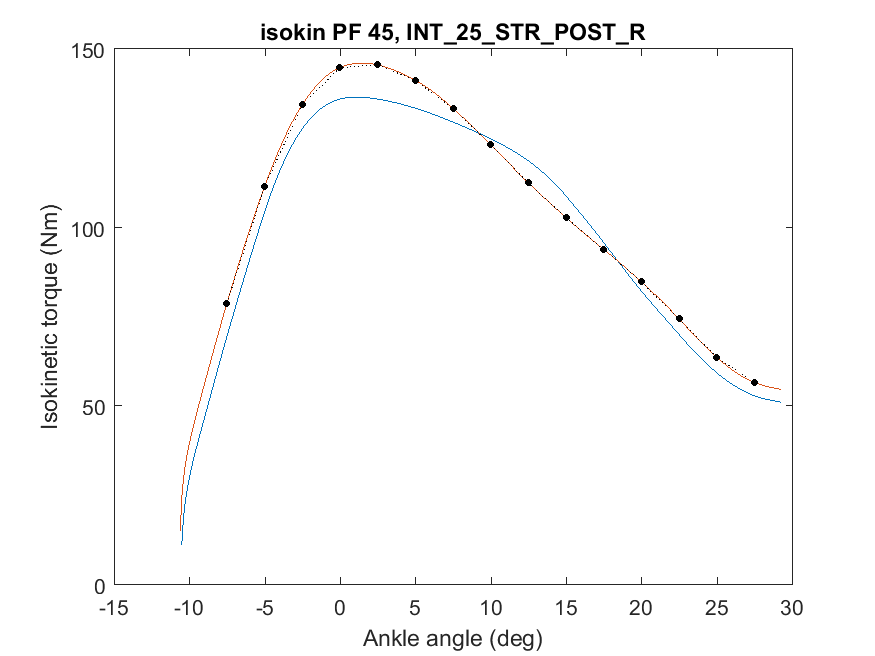 isokin PF 45, INT_25_STR_POST_R
150
100
50
0
-15 -10 -5 0 5 10 15 20 25 30
Isokinetic torque (Nm)
Ankle angle (deg)